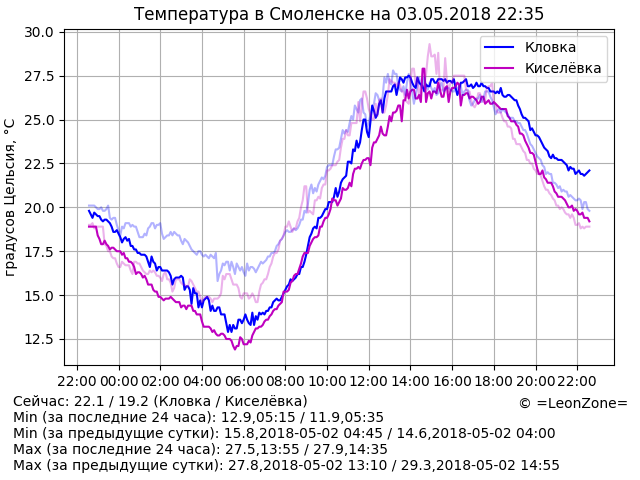 Температура в Смоленске на 03.05.2018 22:35
градусов Цельсия, °C
30.0
27.5
25.0
22.5
20.0
17.5
15.0
12.5
Кловка
Киселёвка
22:00 00:00 02:00 04:00 06:00 08:00 10:00 12:00 14:00 16:00 18:00 20:00 22:00
Сейчас: 22.1 / 19.2 (Кловка / Киселёвка)
© =LeonZone=
Min (за последние 24 часа): 12.9,05:15 / 11.9,05:35
Min (за предыдущие сутки): 15.8,2018-05-02 04:45 / 14.6,2018-05-02 04:00
Max (за последние 24 часа): 27.5,13:55 / 27.9,14:35
Max (за предыдущие сутки): 27.8,2018-05-02 13:10 / 29.3,2018-05-02 14:55